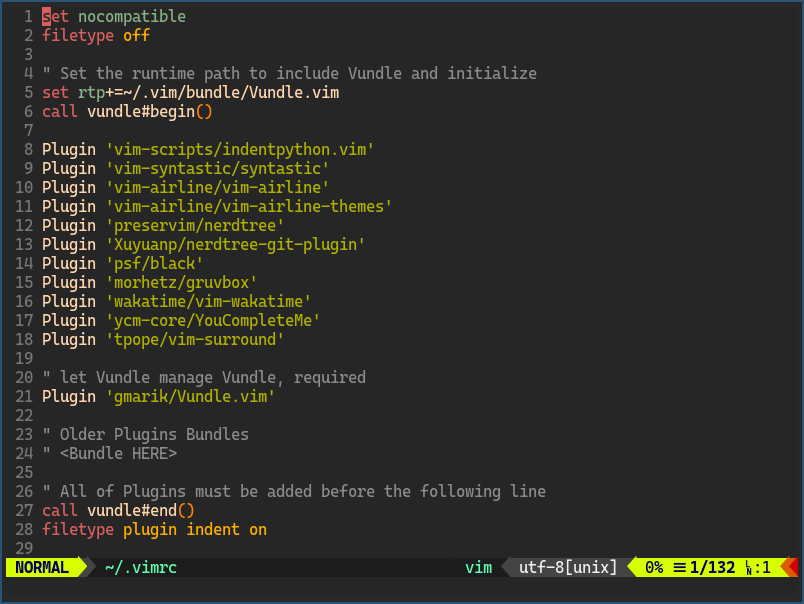 1 set nocompatible
2 filetype off
3
4 " Set the runtime path to include Vundle and initialize
5 set rtp+=~/.vim/bundle/Vundle.vim
6 call vundle#begin()
7
8 Plugin 'vim-scripts/indentpython.vim'
9 Plugin 'vim-syntastic/syntastic'
10 Plugin 'vim-airline/vim-airline'
11 Plugin 'vim-airline/vim-airline-themes'
12 Plugin 'preservim/nerdtree'
13 Plugin 'Xuyuanp/nerdtree-git-plugin'
14 Plugin 'psf/black'
15 Plugin 'morhetz/gruvbox'
16 Plugin 'wakatime/vim-wakatime'
17 Plugin 'ycm-core/YouCompleteMe'
18 Plugin 'tpope/vim-surround'
19
20 " let Vundle manage Vundle, required
21 Plugin 'gmarik/Vundle.vim'
22
23 " Older Plugins Bundles
24 " <Bundle HERE>
25
26 " All of Plugins must be added before the following line
27 call vundle#end()
28 filetype plugin indent on
29
NORMAL ~/.vimrc vim utf-8[unix] 0% ☰ 1/132 ㏑:1